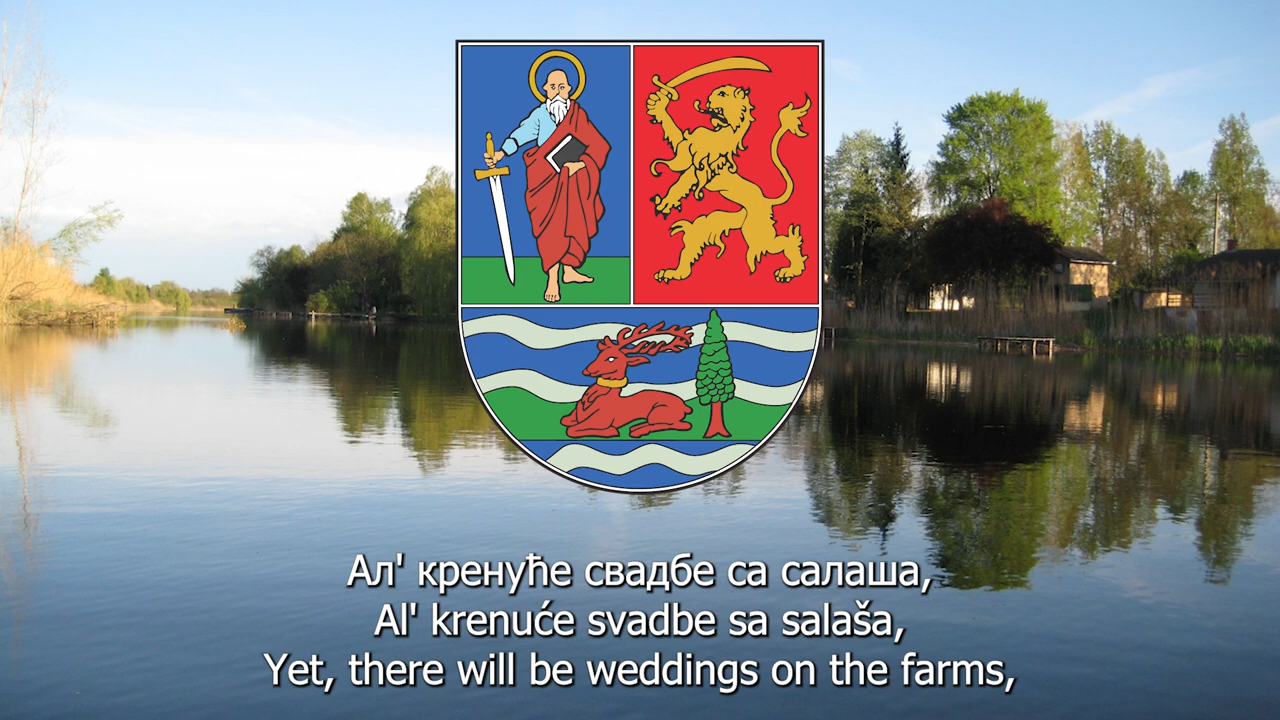 Ал' кренуће свадбе са салаша,
Al' krenuće svadbe sa salaša,
Yet, there will be weddings on the farms,